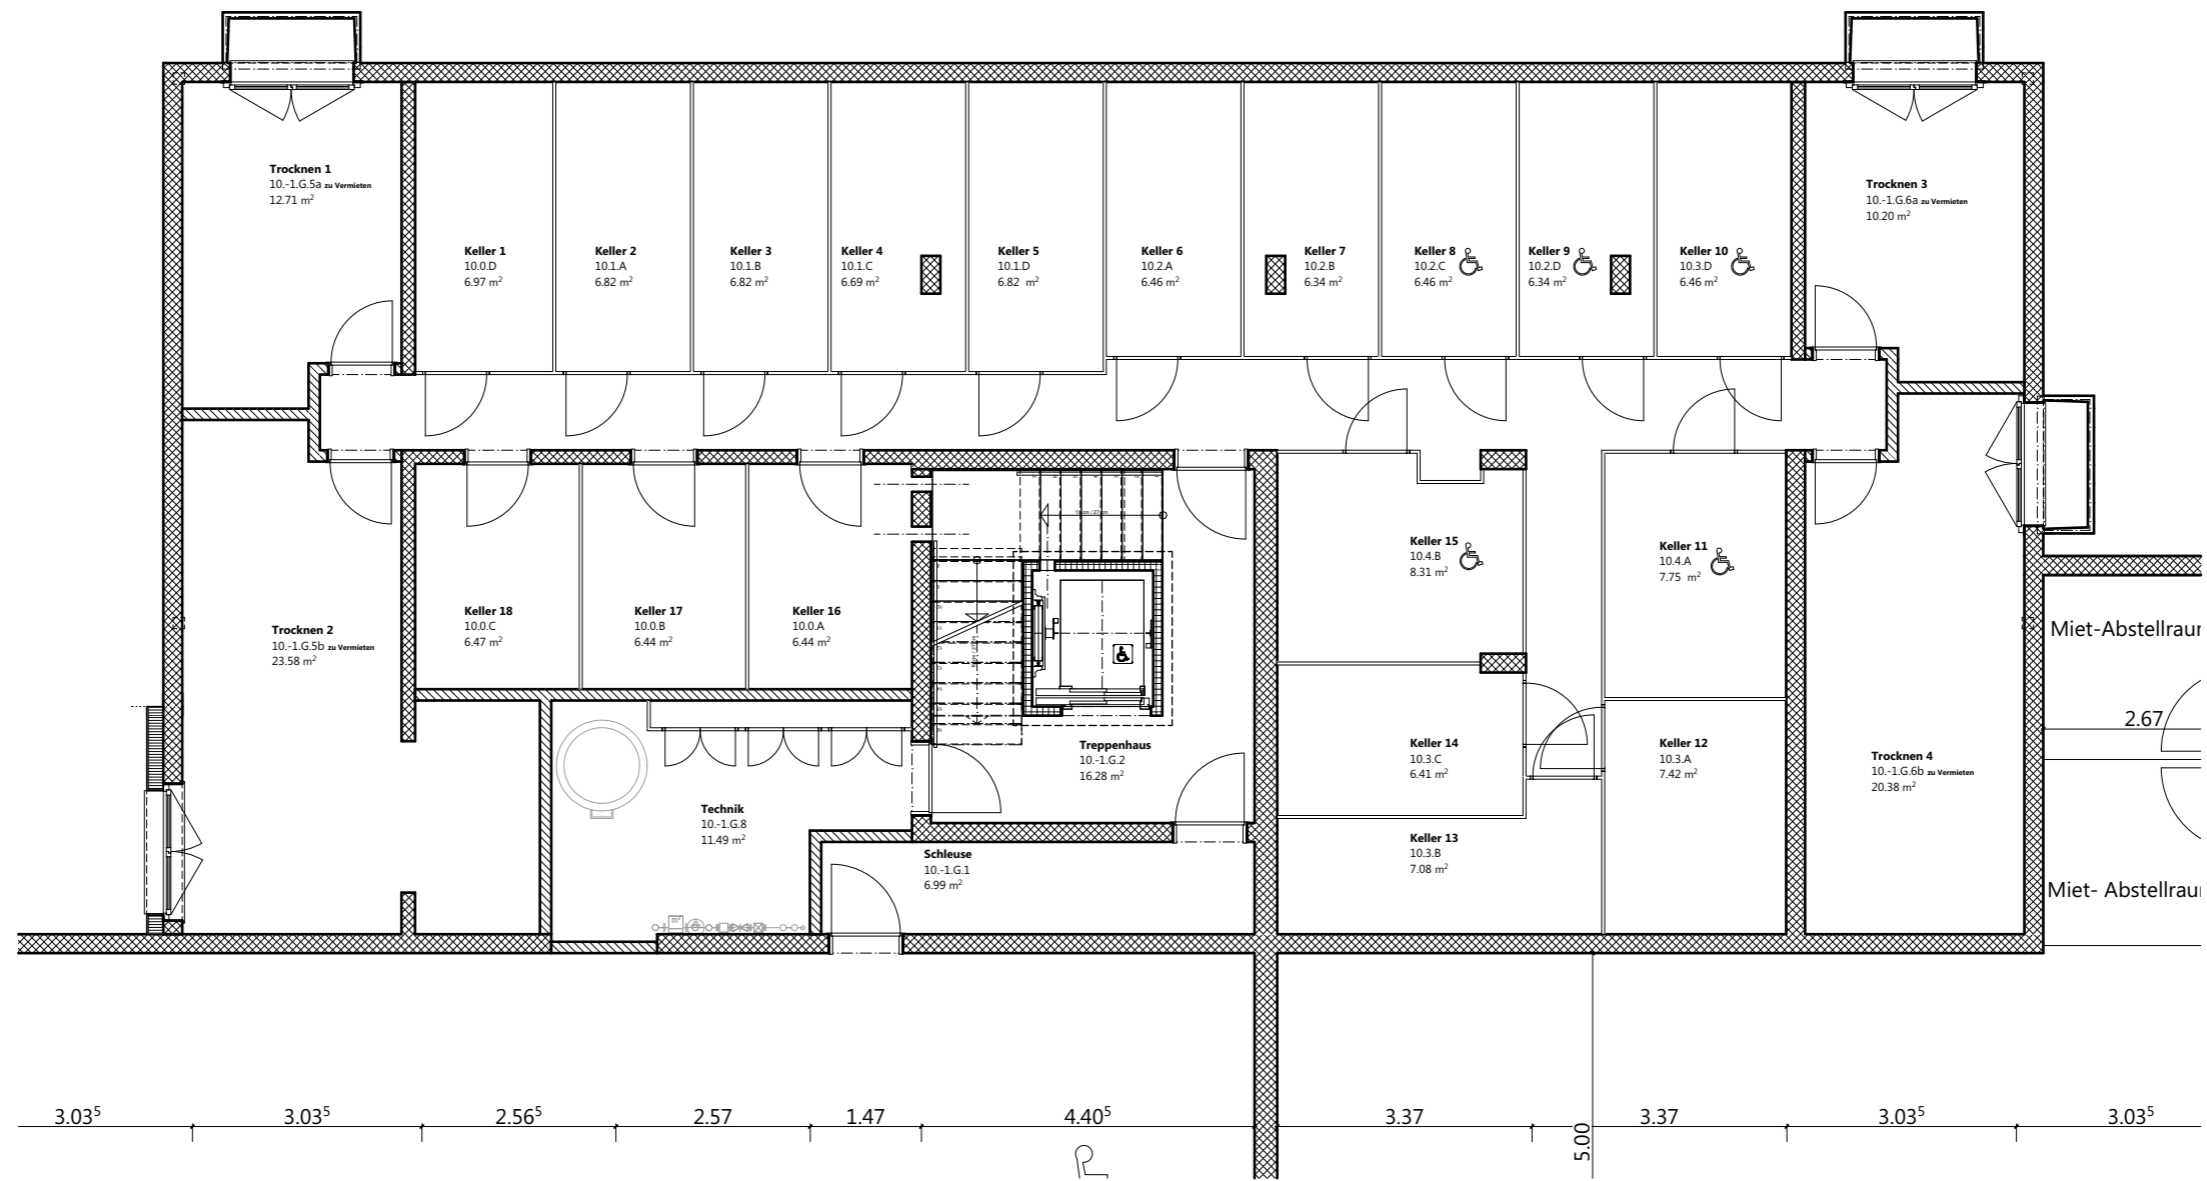 Trocknen 1
10.-1.G.5a zu Vermieten
12.71 m²
Trocknen 3
10.-1.G.6a zu Vermieten
10.20 m²
Keller 1
10.0.D
6.97 m²
Keller 2
10.1.A
6.82 m²
Keller 3
10.1.B
6.82 m²
Keller 4
10.1.C
6.69 m²
Keller 5
10.1.D
6.82 m²
Keller 6
10.2.A
6.46 m²
Keller 7
10.2.B
6.34 m²
Keller 8
10.2.C
6.46 m²
Keller 9
10.2.D
6.34 m²
Keller 10
10.3.D
6.46 m²
Keller 15
10.4.B
8.31 m²
Keller 11
10.4.A
7.75 m²
Trocknen 2
10.-1.G.5b zu Vermieten
23.58 m²
Keller 18
10.0.C
6.47 m²
Keller 17
10.0.B
6.44 m²
Keller 16
10.0.A
6.44 m²
Miet-Abstellraum
2.67
Treppenhaus
10.-1.G.2
16.28 m²
Keller 14
10.3.C
6.41 m²
Keller 12
10.3.A
7.42 m²
Trocknen 4
10.-1.G.6b zu Vermieten
20.38 m²
Technik
10.-1.G.8
11.49 m²
Schleuse
10.-1.G.1
6.99 m²
Keller 13
10.3.B
7.08 m²
Miet- Abstellraum
3.03⁵ 3.03⁵ 2.56⁵ 2.57 1.47 4.40⁵ 3.37 3.37 3.03⁵ 3.03⁵
5.00